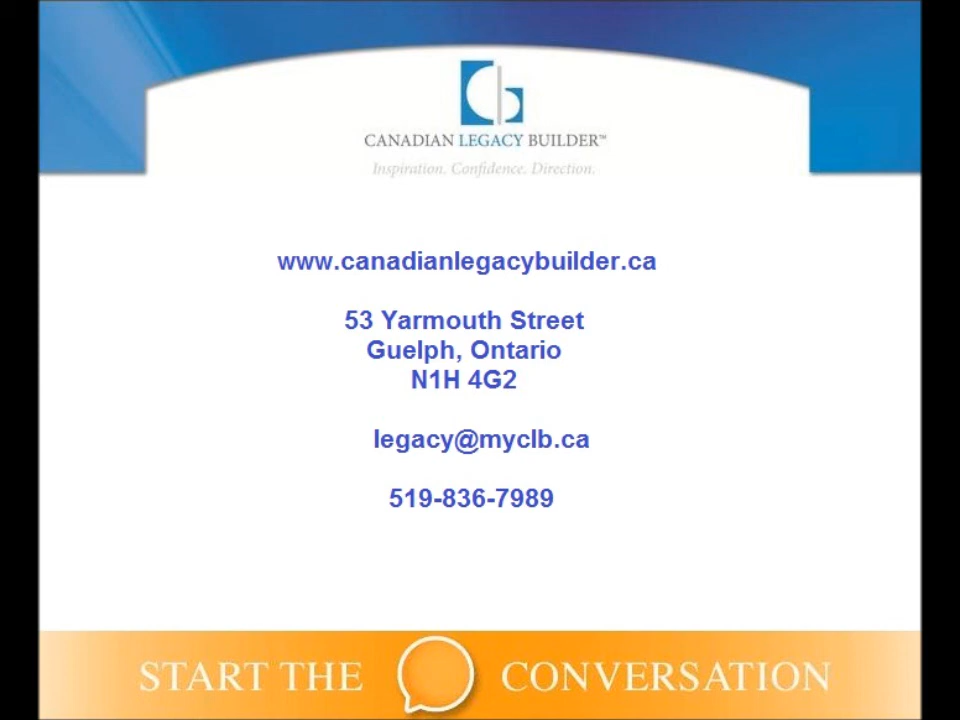 CANADIAN LEGACY BUILDER™
Inspiration. Confidence. Direction.
www.canadianlegacybuilder.ca
53 Yarmouth Street
Guelph, Ontario
N1H 4G2
legacy@myclb.ca
519-836-7989
START THE CONVERSATION